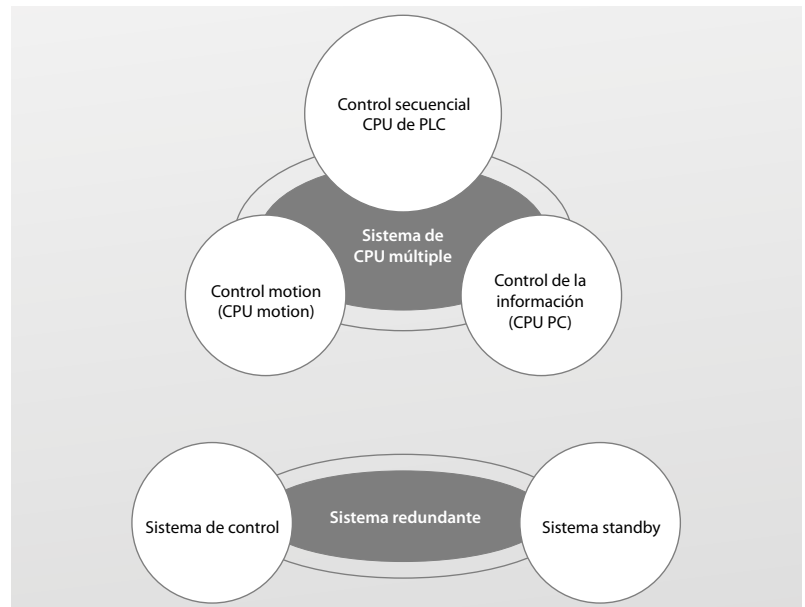 Control secuencial
CPU de PLC
Sistema de
CPU múltiple
Control motion
(CPU motion)
Control de la
información
(CPU PC)
Sistema de control
Sistema redundante
Sistema standby